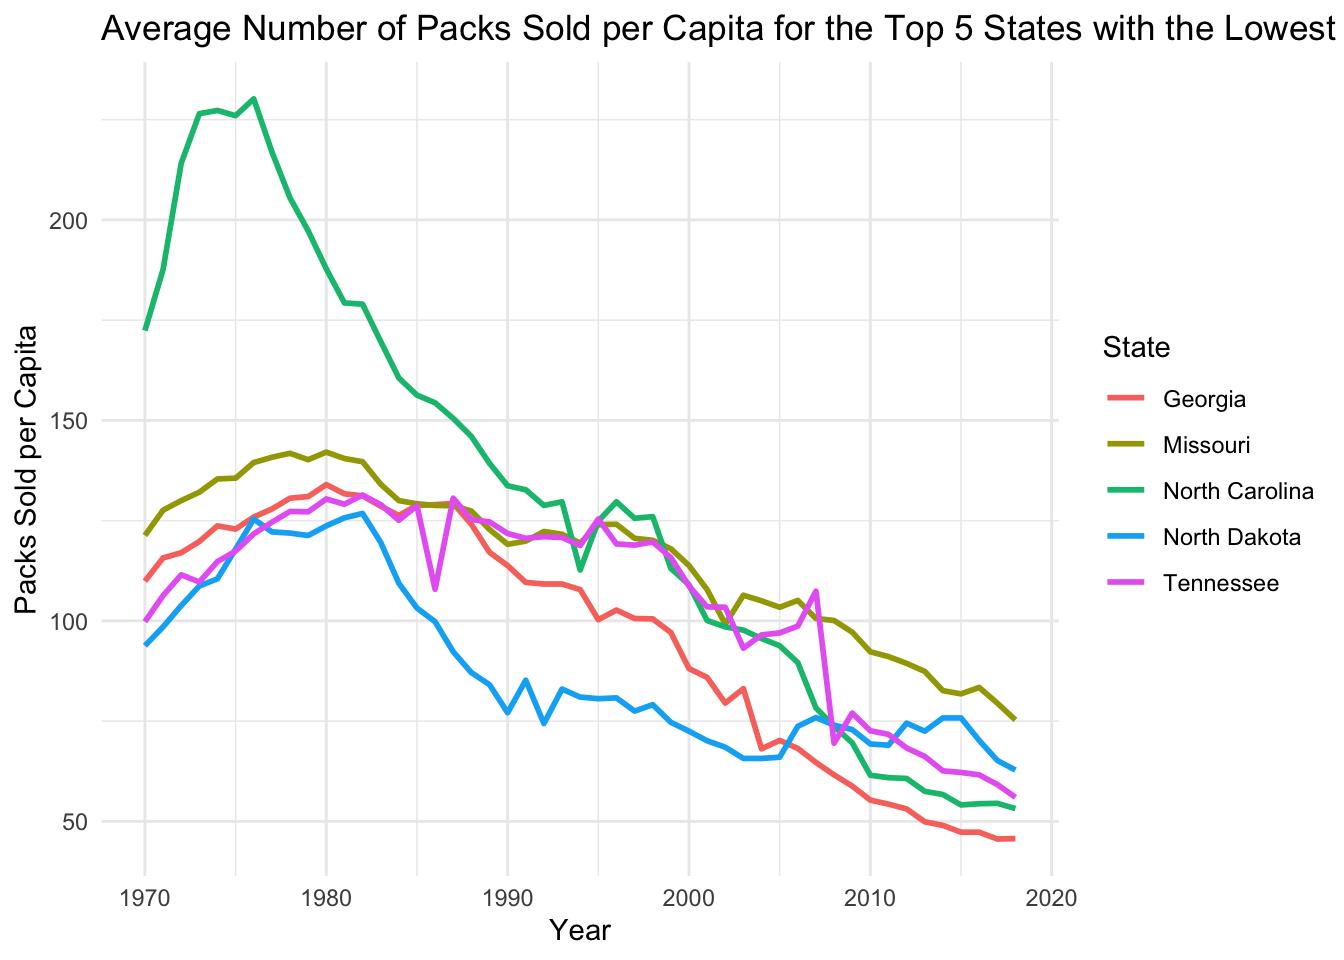 Average Number of Packs Sold per Capita for the Top 5 States with the Lowest
Packs Sold per Capita
200
150
100
50
1970 1980 1990 2000 2010 2020
Year
State
Georgia
Missouri
North Carolina
North Dakota
Tennessee